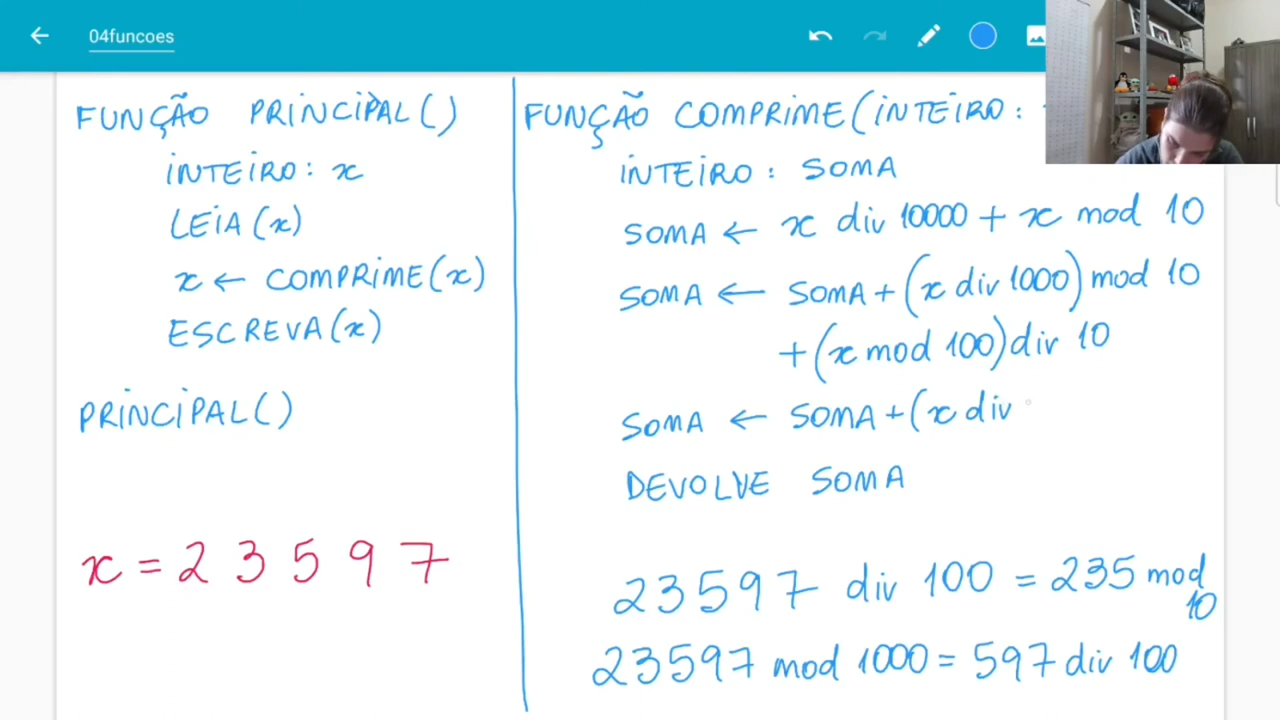 04funcoes
FUNÇÃO PRINCIPAL()
INTEIRO: x
LEIA(x)
x ← COMPRIME(x)
ESCREVA(x)
PRINCIPAL()
x = 2 3 5 9 7
FUNÇÃO COMPRIME(INTEIRO:
INTEIRO: SOMA
SOMA ← x div 10000 + x mod 10
SOMA ← SOMA + (x div 1000) mod 10
+ (x mod 100) div 10
SOMA ← SOMA + (x div
DEVOLVE SOMA
23597 div 100 = 235 mod
10
23597 mod 1000 = 597 div 100